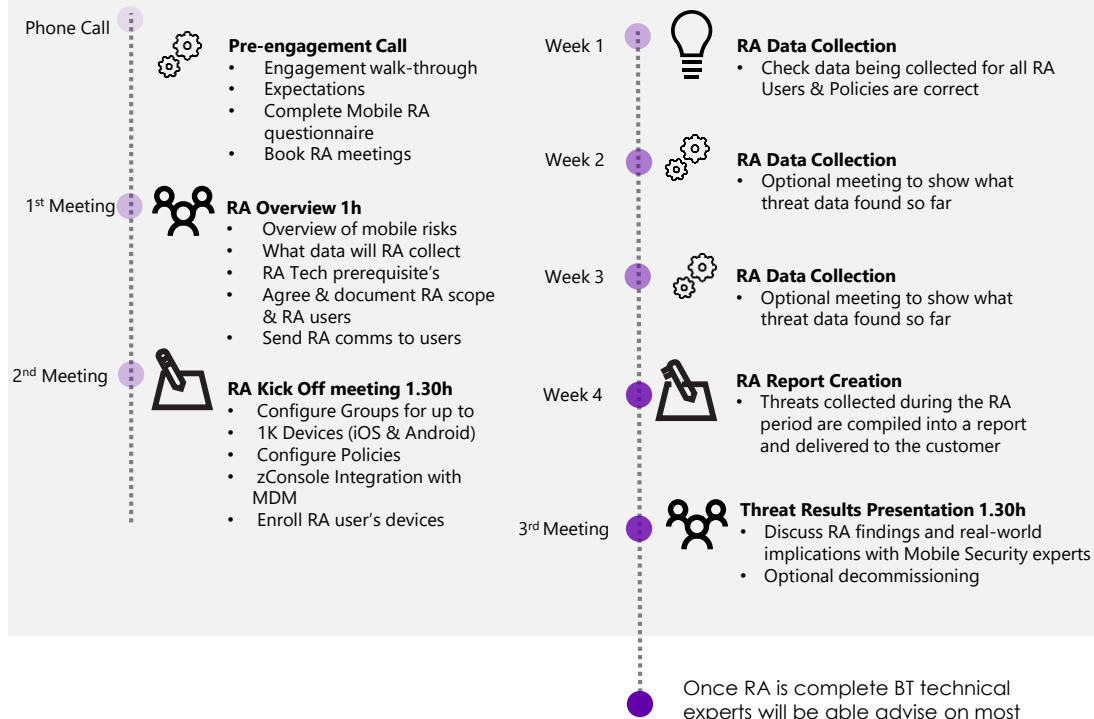 Phone Call
Pre-engagement Call
• Engagement walk-through
• Expectations
• Complete Mobile RA
questionnaire
• Book RA meetings
1st Meeting
RA Overview 1h
• Overview of mobile risks
• What data will RA collect
• RA Tech prerequisite's
• Agree & document RA scope
& RA users
• Send RA comms to users
2nd Meeting
RA Kick Off meeting 1.30h
• Configure Groups for up to
• 1K Devices (iOS & Android)
• Configure Policies
• zConsole Integration with
MDM
• Enroll RA user's devices
Week 1
RA Data Collection
• Check data being collected for all RA
Users & Policies are correct
Week 2
RA Data Collection
• Optional meeting to show what
threat data found so far
Week 3
RA Data Collection
• Optional meeting to show what
threat data found so far
Week 4
RA Report Creation
• Threats collected during the RA
period are compiled into a report
and delivered to the customer
3rd Meeting
Threat Results Presentation 1.30h
• Discuss RA findings and real-world
implications with Mobile Security experts
• Optional decommissioning
Once RA is complete BT technical
experts will be able advise on most